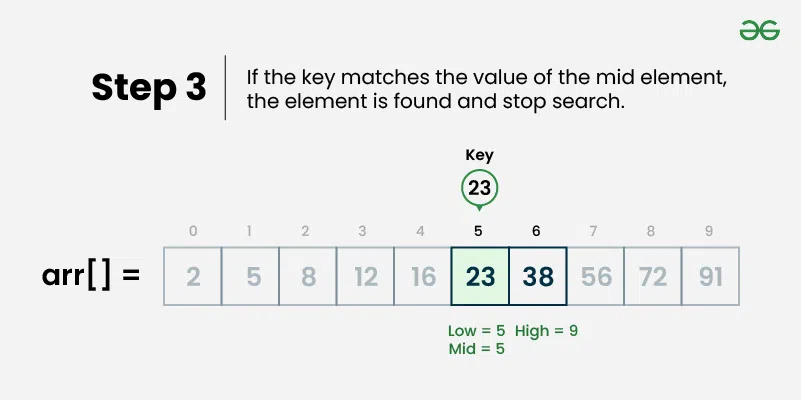 Step 3
If the key matches the value of the mid element,
the element is found and stop search.
Key
23
0 1 2 3 4 5 6 7 8 9
arr[] = 2 5 8 12 16 23 38 56 72 91
Low = 5 High = 9
Mid = 5